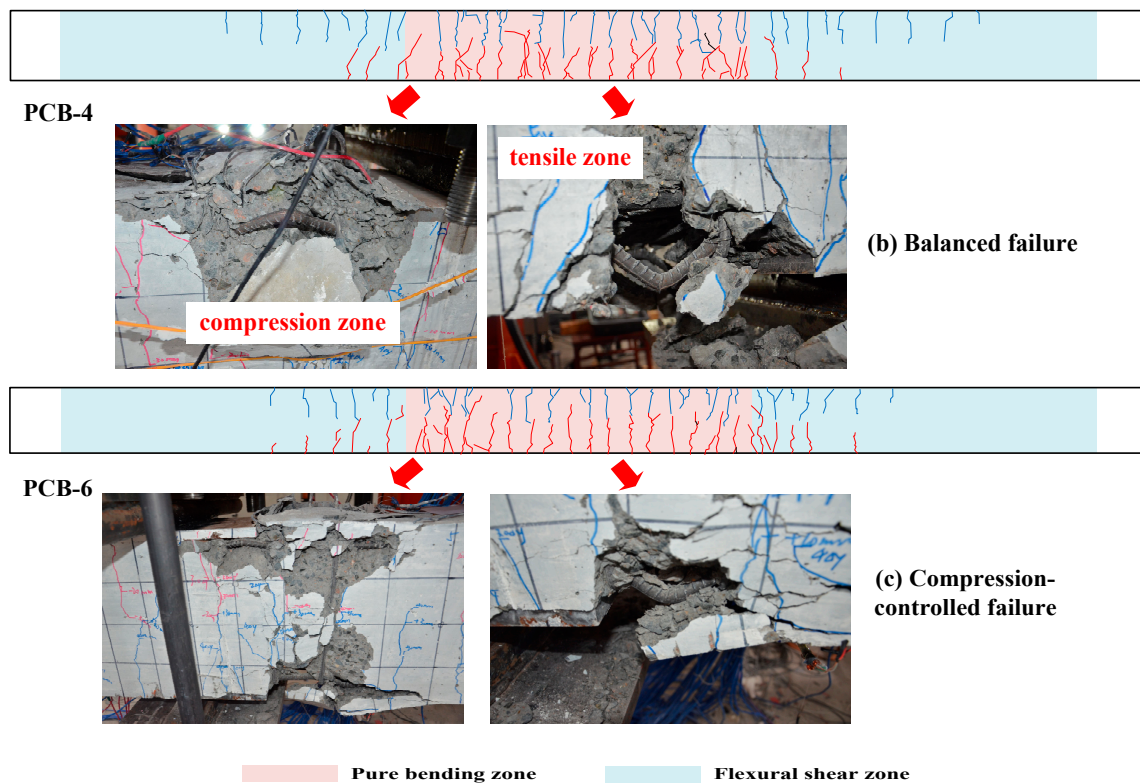 PCB-4
compression zone
tensile zone
(b) Balanced failure
PCB-6
(c) Compression-
controlled failure
Pure bending zone
Flexural shear zone